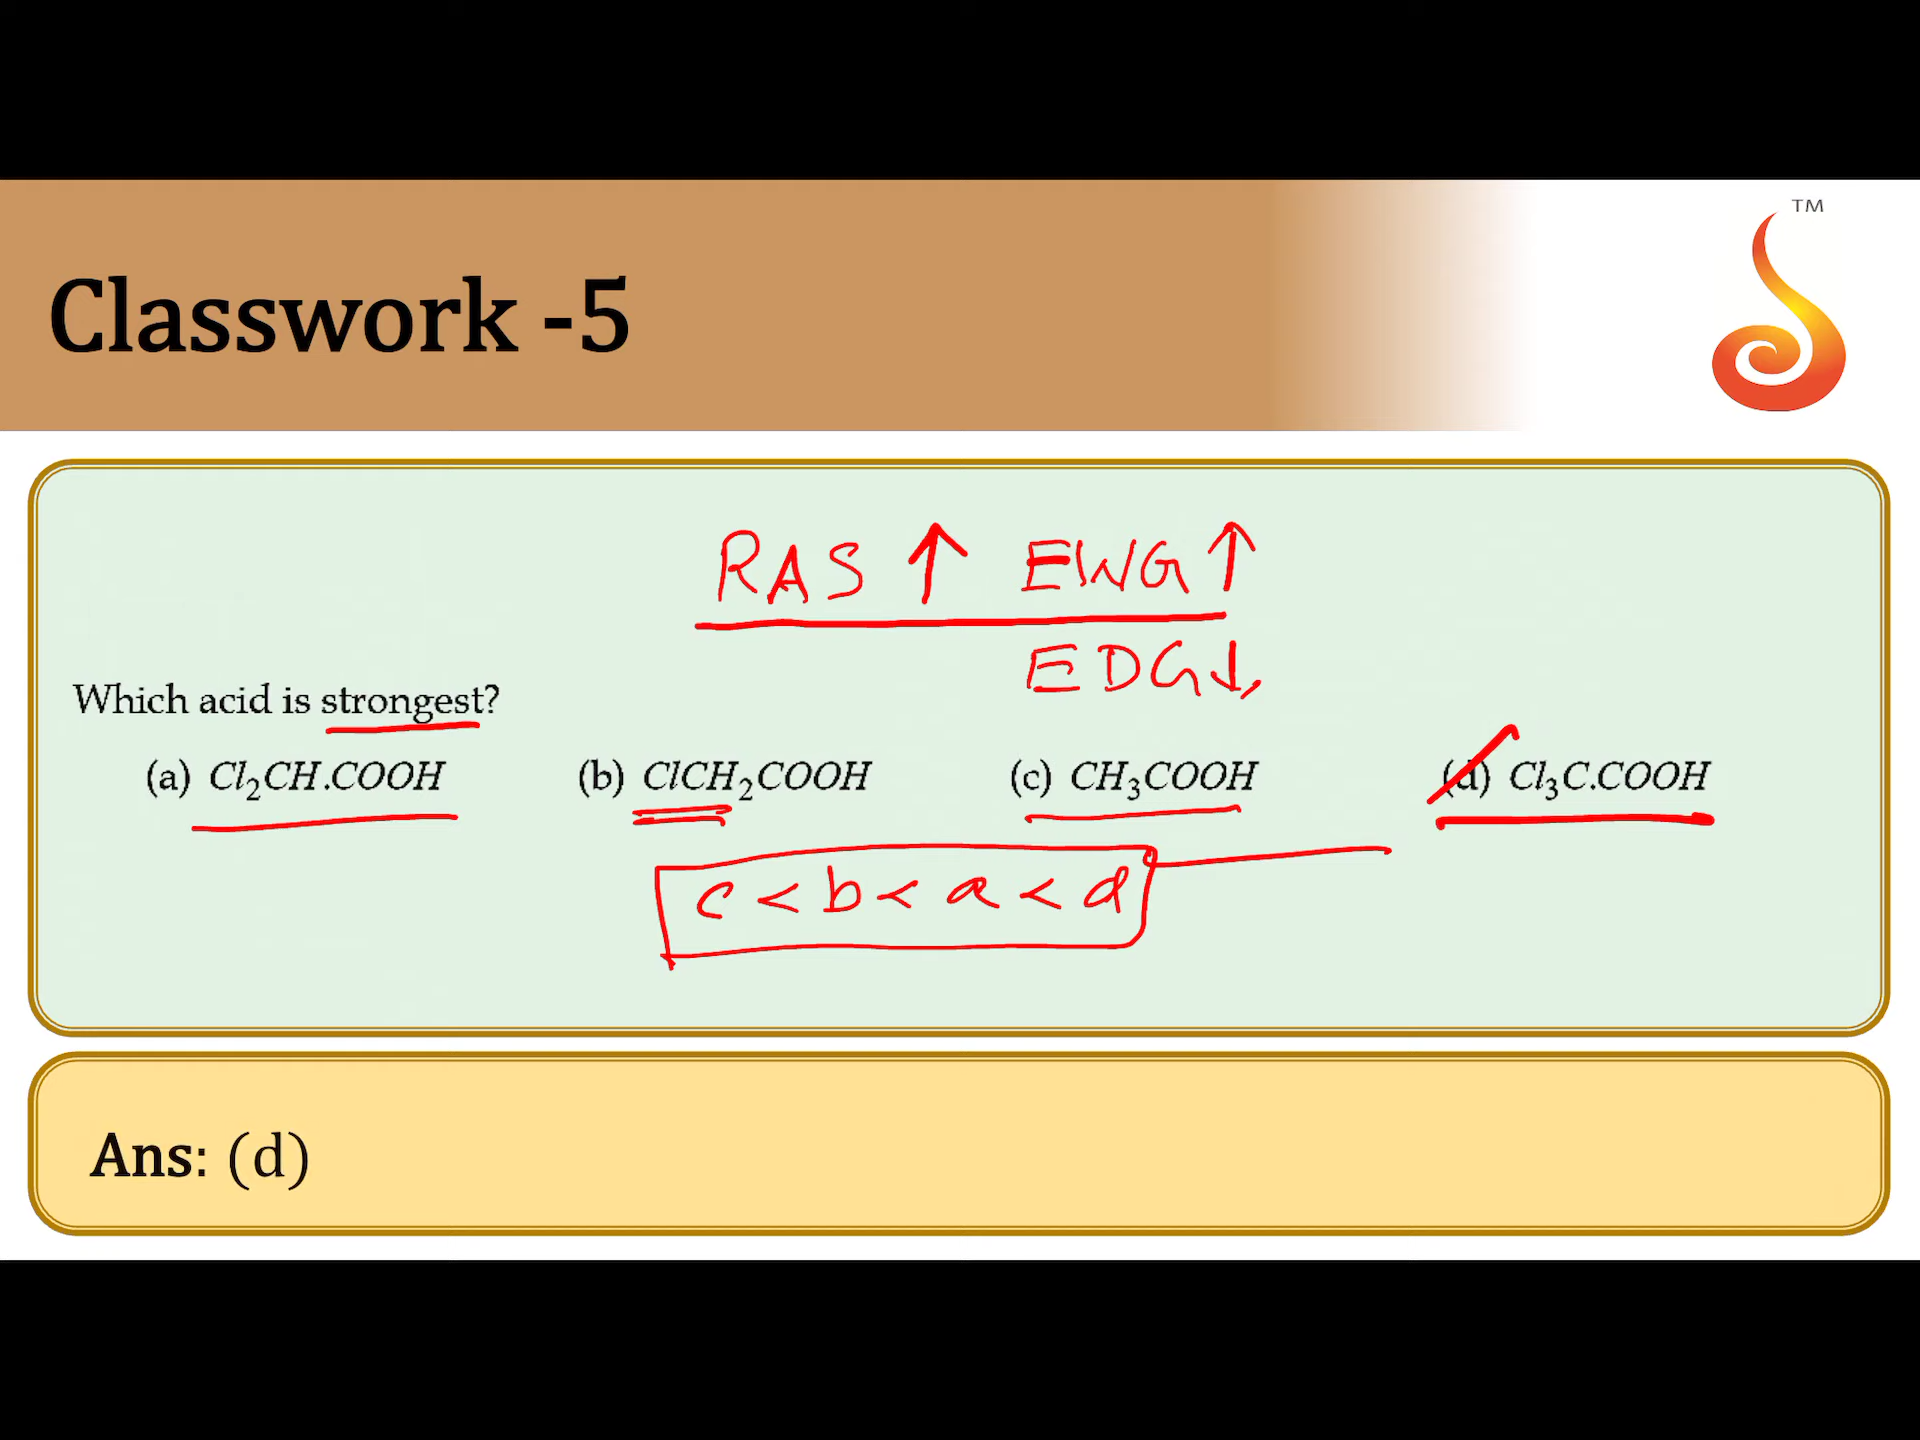 TM
Classwork -5
RAS ↑ EWG ↑
EDG↓,
Which acid is strongest?
(a) Cl₂CH.COOH (b) ClCH₂COOH (c) CH₃COOH (d) Cl₃C.COOH
c < b < a < d
Ans: (d)